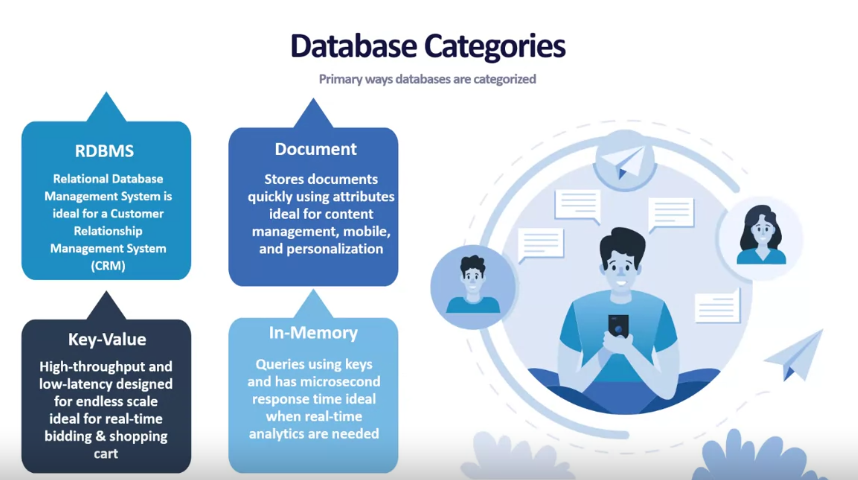 Database Categories
Primary ways databases are categorized
RDBMS
Relational Database
Management System is
ideal for a Customer
Relationship
Management System
(CRM)
Document
Stores documents
quickly using attributes
ideal for content
management, mobile,
and personalization
Key-Value
High-throughput and
low-latency designed
for endless scale
ideal for real-time
bidding & shopping
cart
In-Memory
Queries using keys
and has microsecond
response time ideal
when real-time
analytics are needed